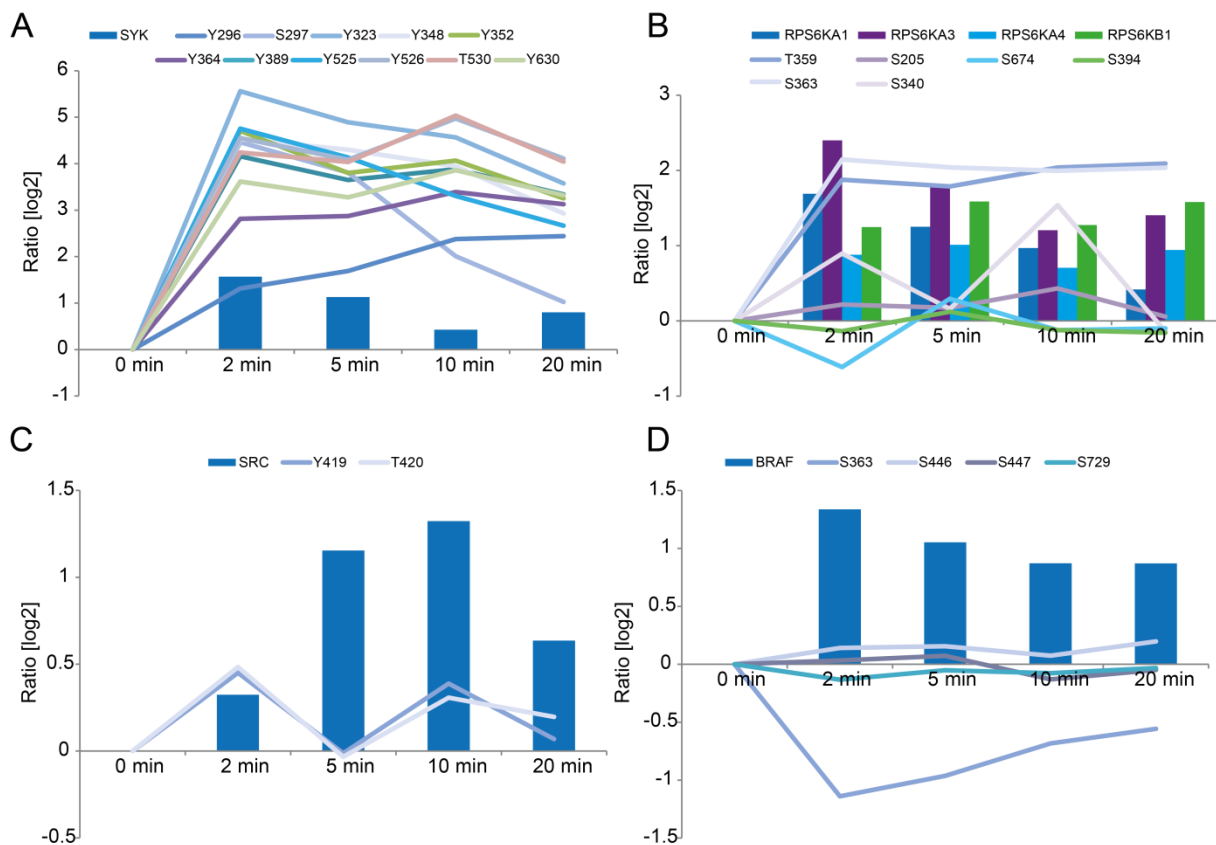 A
SYK Y296 S297 Y323 Y348 Y352
Y364 Y389 Y525 Y526 T530 Y630
Ratio [log2]
6
5
4
3
2
1
0
-1
0 min 2 min 5 min 10 min 20 min
B
RPS6KA1 RPS6KA3 RPS6KA4 RPS6KB1
T359 S205 S674 S394
S363 S340
Ratio [log2]
3
2
1
0
-1
0 min 2 min 5 min 10 min 20 min
C
SRC Y419 T420
Ratio [log2]
1.5
1
0.5
0
-0.5
0 min 2 min 5 min 10 min 20 min
D
BRAF S363 S446 S447 S729
Ratio [log2]
1.5
1
0.5
0
-0.5
-1
-1.5
0 min 2 min 5 min 10 min 20 min